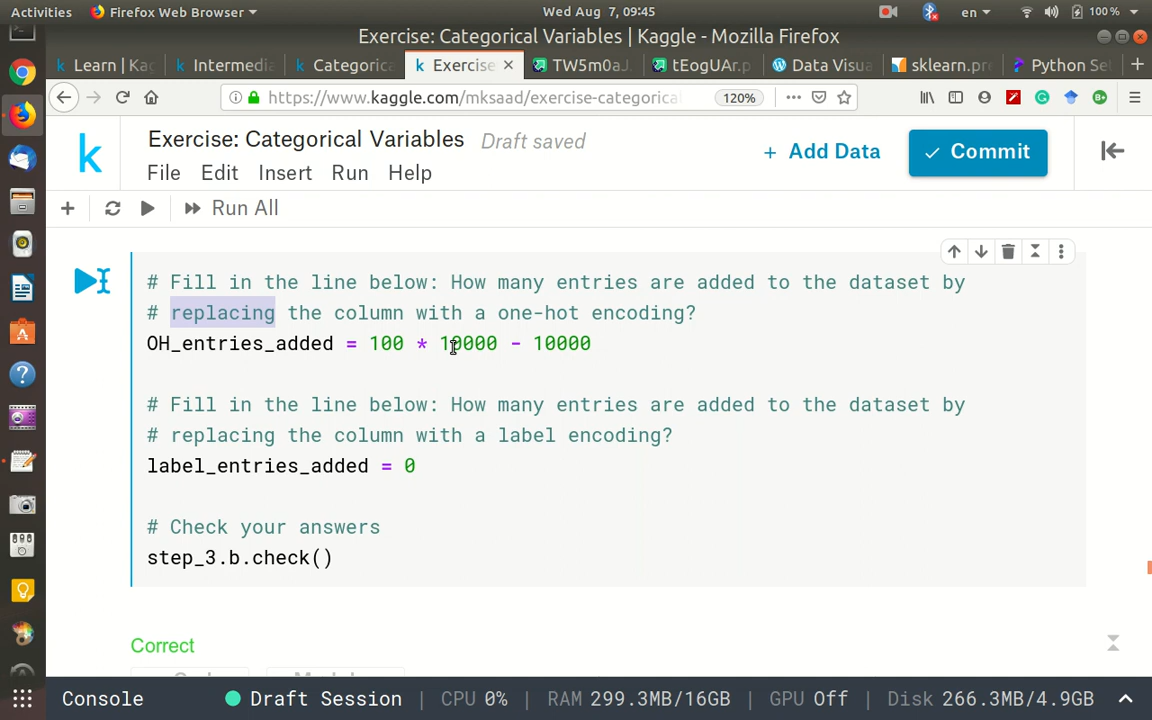 Activities Firefox Web Browser Wed Aug 7, 09:45 en 100 %
Exercise: Categorical Variables | Kaggle - Mozilla Firefox
Learn | Ka Intermedia Categorica Exercise TW5m0aJ. tEogUAr.p Data Visua sklearn.pr Python Se
https://www.kaggle.com/mksaad/exercise-categorica 120%
k Exercise: Categorical Variables Draft saved
+ Add Data Commit
File Edit Insert Run Help
+ Run All
# Fill in the line below: How many entries are added to the dataset by
# replacing the column with a one-hot encoding?
OH_entries_added = 100 * 10000 - 10000
# Fill in the line below: How many entries are added to the dataset by
# replacing the column with a label encoding?
label_entries_added = 0
# Check your answers
step_3.b.check()
Correct
Console Draft Session | CPU 0% | RAM 299.3MB/16GB | GPU Off | Disk 266.3MB/4.9GB